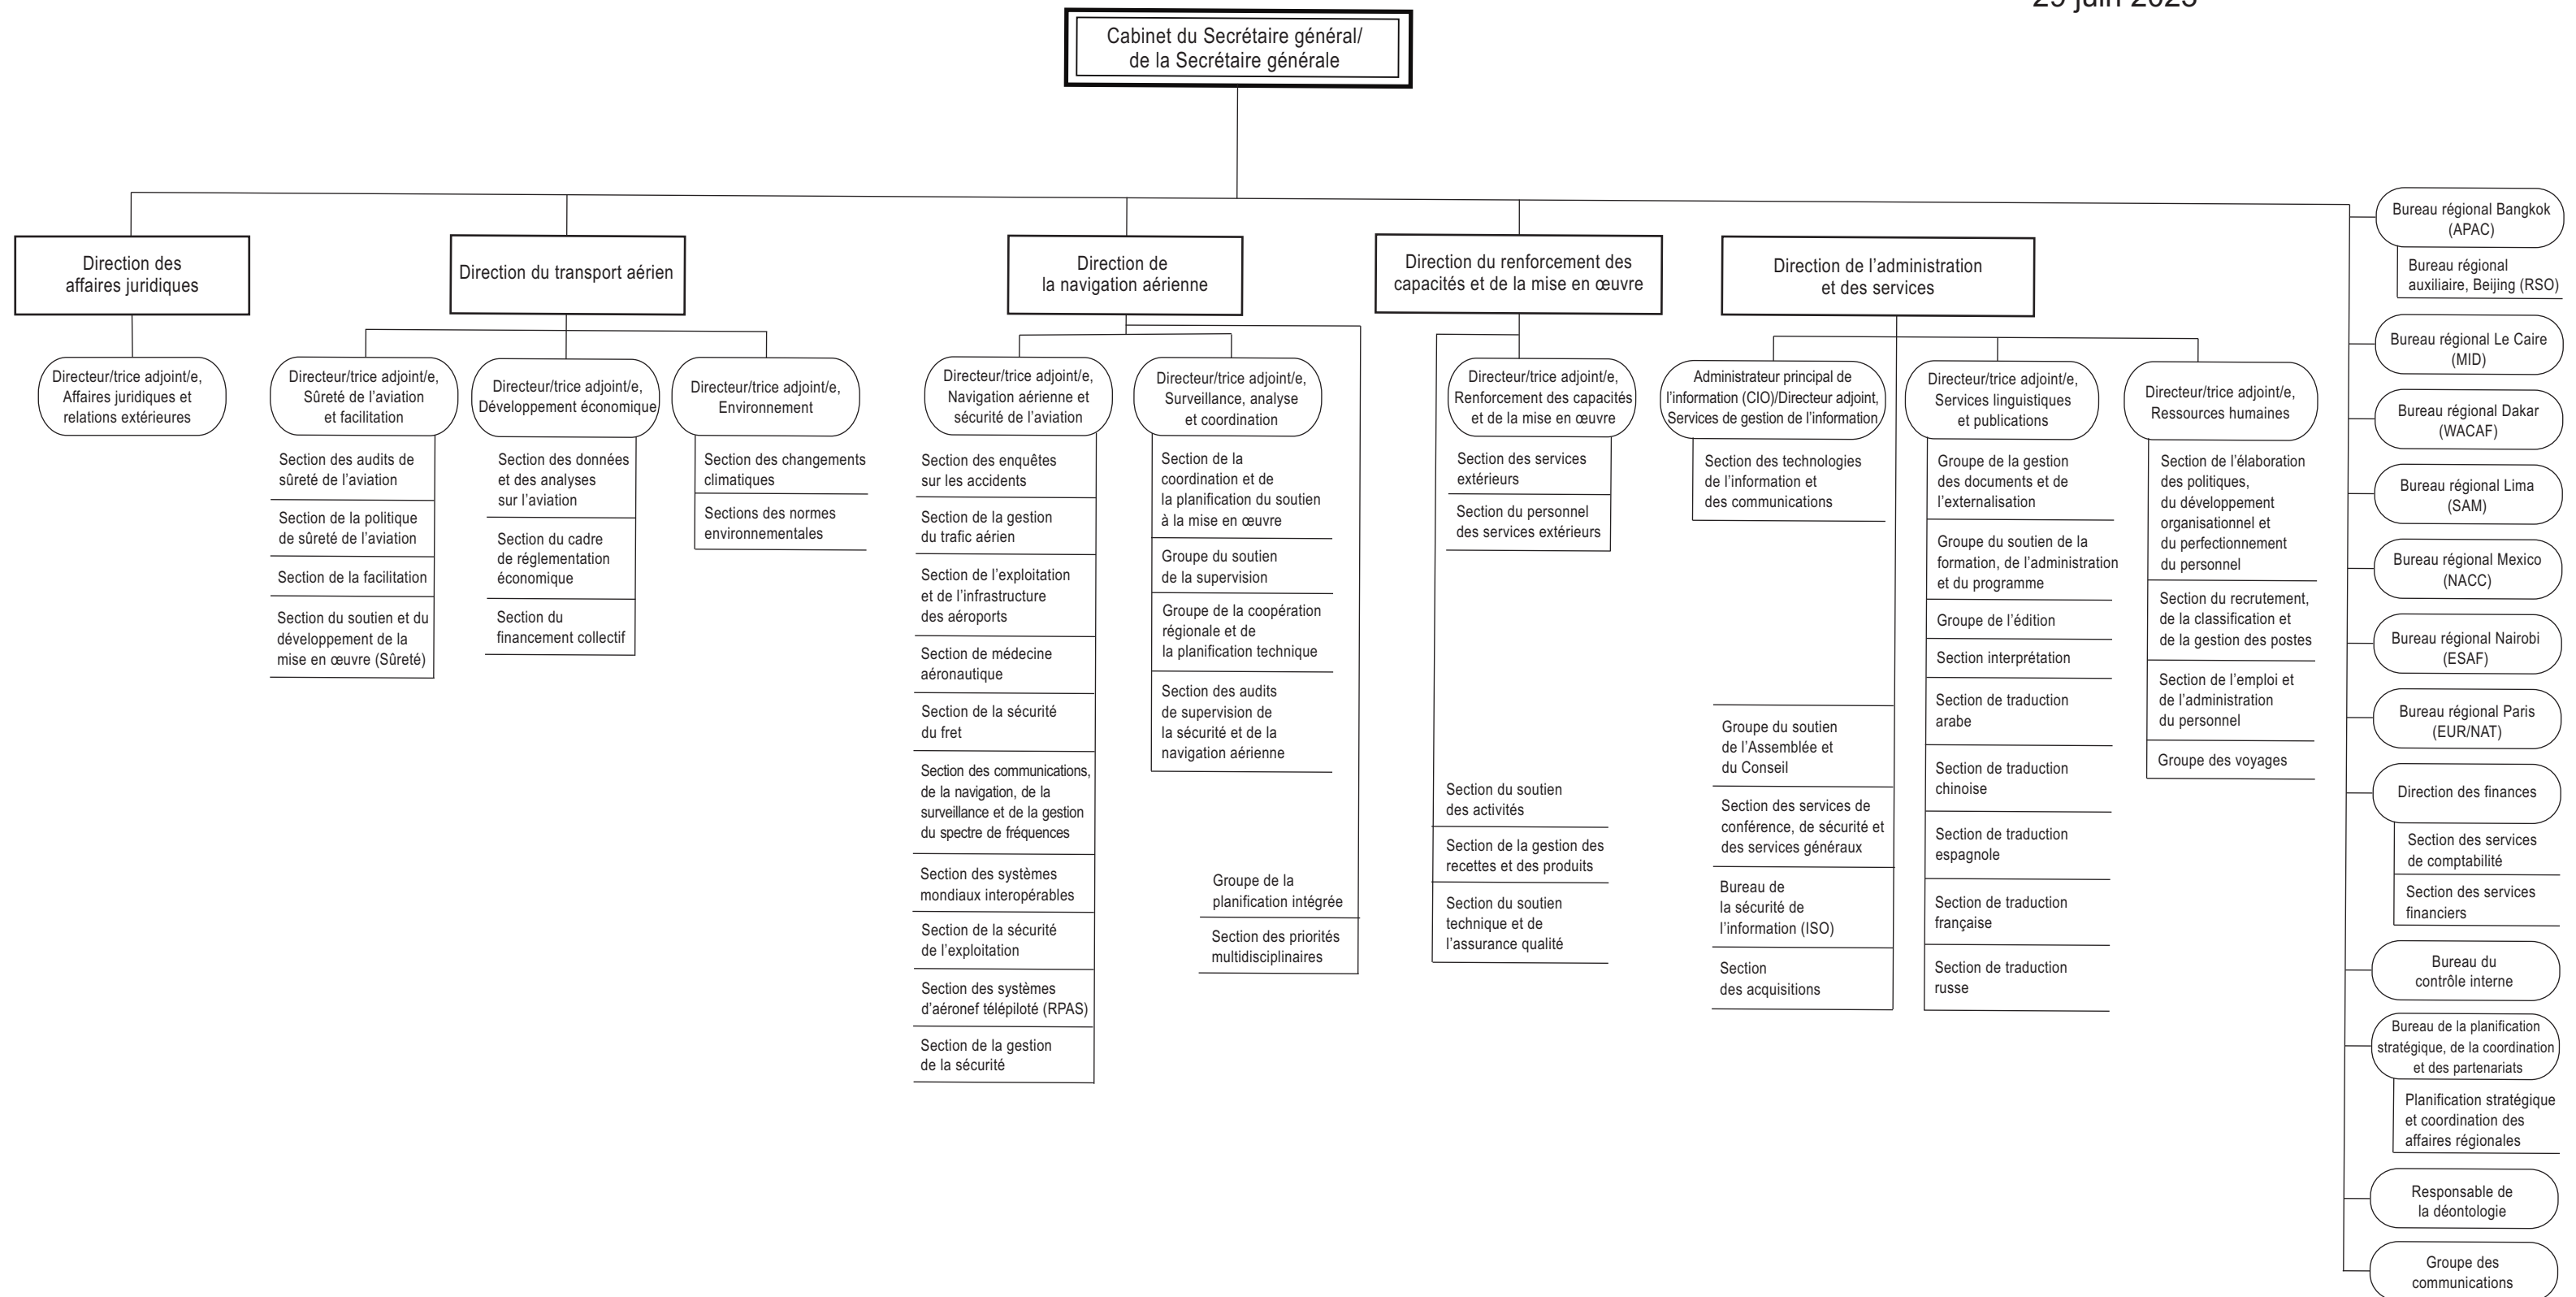 29 juin 2023
Cabinet du Secrétaire général/
de la Secrétaire générale
Direction des
affaires juridiques
Directeur/trice adjoint/e,
Affaires juridiques et
relations extérieures
Direction du transport aérien
Directeur/trice adjoint/e,
Sûreté de l’aviation
et facilitation
Section des audits de
sûreté de l’aviation
Section de la politique
de sûreté de l’aviation
Section de la facilitation
Section du soutien et du
développement de la
mise en œuvre (Sûreté)
Directeur/trice adjoint/e,
Développement économique
Section des données
et des analyses
sur l’aviation
Section du cadre
de réglementation
économique
Section du
financement collectif
Directeur/trice adjoint/e,
Environnement
Section des changements
climatiques
Sections des normes
environnementales
Direction de
la navigation aérienne
Directeur/trice adjoint/e,
Navigation aérienne et
sécurité de l’aviation
Section des enquêtes
sur les accidents
Section de la gestion
du trafic aérien
Section de l’exploitation
et de l’infrastructure
des aéroports
Section de médecine
aéronautique
Section de la sécurité
du fret
Section des communications,
de la navigation, de la
surveillance et de la gestion
du spectre de fréquences
Section des systèmes
mondiaux interopérables
Section de la sécurité
de l’exploitation
Section des systèmes
d’aéronef télépiloté (RPAS)
Section de la gestion
de la sécurité
Directeur/trice adjoint/e,
Surveillance, analyse
et coordination
Section de la
coordination et de
la planification du soutien
à la mise en œuvre
Groupe du soutien
de la supervision
Groupe de la coopération
régionale et de
la planification technique
Section des audits
de supervision de
la sécurité et de la
navigation aérienne
Groupe de la
planification intégrée
Section des priorités
multidisciplinaires
Direction du renforcement des
capacités et de la mise en œuvre
Directeur/trice adjoint/e,
Renforcement des capacités
et de la mise en œuvre
Section des services
extérieurs
Section du personnel
des services extérieurs
Section du soutien
des activités
Section de la gestion des
recettes et des produits
Section du soutien
technique et de
l’assurance qualité
Direction de l’administration
et des services
Administrateur principal de
l’information (CIO)/Directeur adjoint,
Services de gestion de l’information
Section des technologies
de l’information et
des communications
Groupe du soutien
de l’Assemblée et
du Conseil
Section des services de
conférence, de sécurité et
des services généraux
Bureau de
la sécurité de
l’information (ISO)
Section
des acquisitions
Directeur/trice adjoint/e,
Services linguistiques
et publications
Groupe de la gestion
des documents et de
l’externalisation
Groupe du soutien de la
formation, de l’administration
et du programme
Groupe de l’édition
Section interprétation
Section de traduction
arabe
Section de traduction
chinoise
Section de traduction
espagnole
Section de traduction
française
Section de traduction
russe
Directeur/trice adjoint/e,
Ressources humaines
Section de l’élaboration
des politiques,
du développement
organisationnel et
du perfectionnement
du personnel
Section du recrutement,
de la classification et
de la gestion des postes
Section de l’emploi et
de l’administration
du personnel
Groupe des voyages
Bureau régional Bangkok
(APAC)
Bureau régional
auxiliaire, Beijing (RSO)
Bureau régional Le Caire
(MID)
Bureau régional Dakar
(WACAF)
Bureau régional Lima
(SAM)
Bureau régional Mexico
(NACC)
Bureau régional Nairobi
(ESAF)
Bureau régional Paris
(EUR/NAT)
Direction des finances
Section des services
de comptabilité
Section des services
financiers
Bureau du
contrôle interne
Bureau de la planification
stratégique, de la coordination
et des partenariats
Planification stratégique
et coordination des
affaires régionales
Responsable de
la déontologie
Groupe des
communications